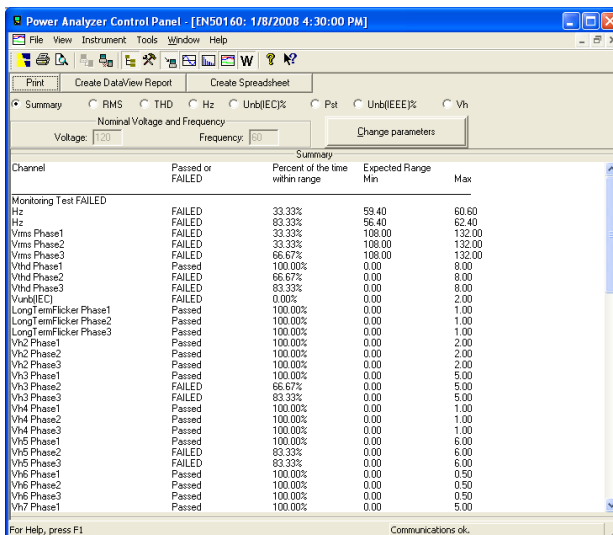 Power Analyzer Control Panel - [EN50160: 1/8/2008 4:30:00 PM]
File View Instrument Tools Window Help
W
Print Create DataView Report Create Spreadsheet
Summary RMS THD Hz Unb(IEC)% Pst Unb(IEEE)% Vh
Nominal Voltage and Frequency
Voltage: 120 Frequency: 60 Change parameters
Summary
Channel Passed or Percent of the time Expected Range
FAILED within range Min Max
Monitoring Test FAILED
Hz FAILED 33.33% 59.40 60.60
Hz FAILED 83.33% 56.40 62.40
Vrms Phase1 FAILED 33.33% 108.00 132.00
Vrms Phase2 FAILED 33.33% 108.00 132.00
Vrms Phase3 FAILED 66.67% 108.00 132.00
Vthd Phase1 Passed 100.00% 0.00 8.00
Vthd Phase2 FAILED 66.67% 0.00 8.00
Vthd Phase3 FAILED 83.33% 0.00 8.00
Vunb(IEC) FAILED 0.00% 0.00 2.00
LongTermFlicker Phase1 Passed 100.00% 0.00 1.00
LongTermFlicker Phase2 Passed 100.00% 0.00 1.00
LongTermFlicker Phase3 Passed 100.00% 0.00 1.00
Vh2 Phase1 Passed 100.00% 0.00 2.00
Vh2 Phase2 Passed 100.00% 0.00 2.00
Vh2 Phase3 Passed 100.00% 0.00 2.00
Vh3 Phase1 Passed 100.00% 0.00 5.00
Vh3 Phase2 FAILED 66.67% 0.00 5.00
Vh3 Phase3 FAILED 83.33% 0.00 5.00
Vh4 Phase1 Passed 100.00% 0.00 1.00
Vh4 Phase2 Passed 100.00% 0.00 1.00
Vh4 Phase3 Passed 100.00% 0.00 1.00
Vh5 Phase1 Passed 100.00% 0.00 6.00
Vh5 Phase2 FAILED 83.33% 0.00 6.00
Vh5 Phase3 FAILED 83.33% 0.00 6.00
Vh6 Phase1 Passed 100.00% 0.00 0.50
Vh6 Phase2 Passed 100.00% 0.00 0.50
Vh6 Phase3 Passed 100.00% 0.00 0.50
Vh7 Phase1 Passed 100.00% 0.00 5.00
For Help, press F1 Communications ok.